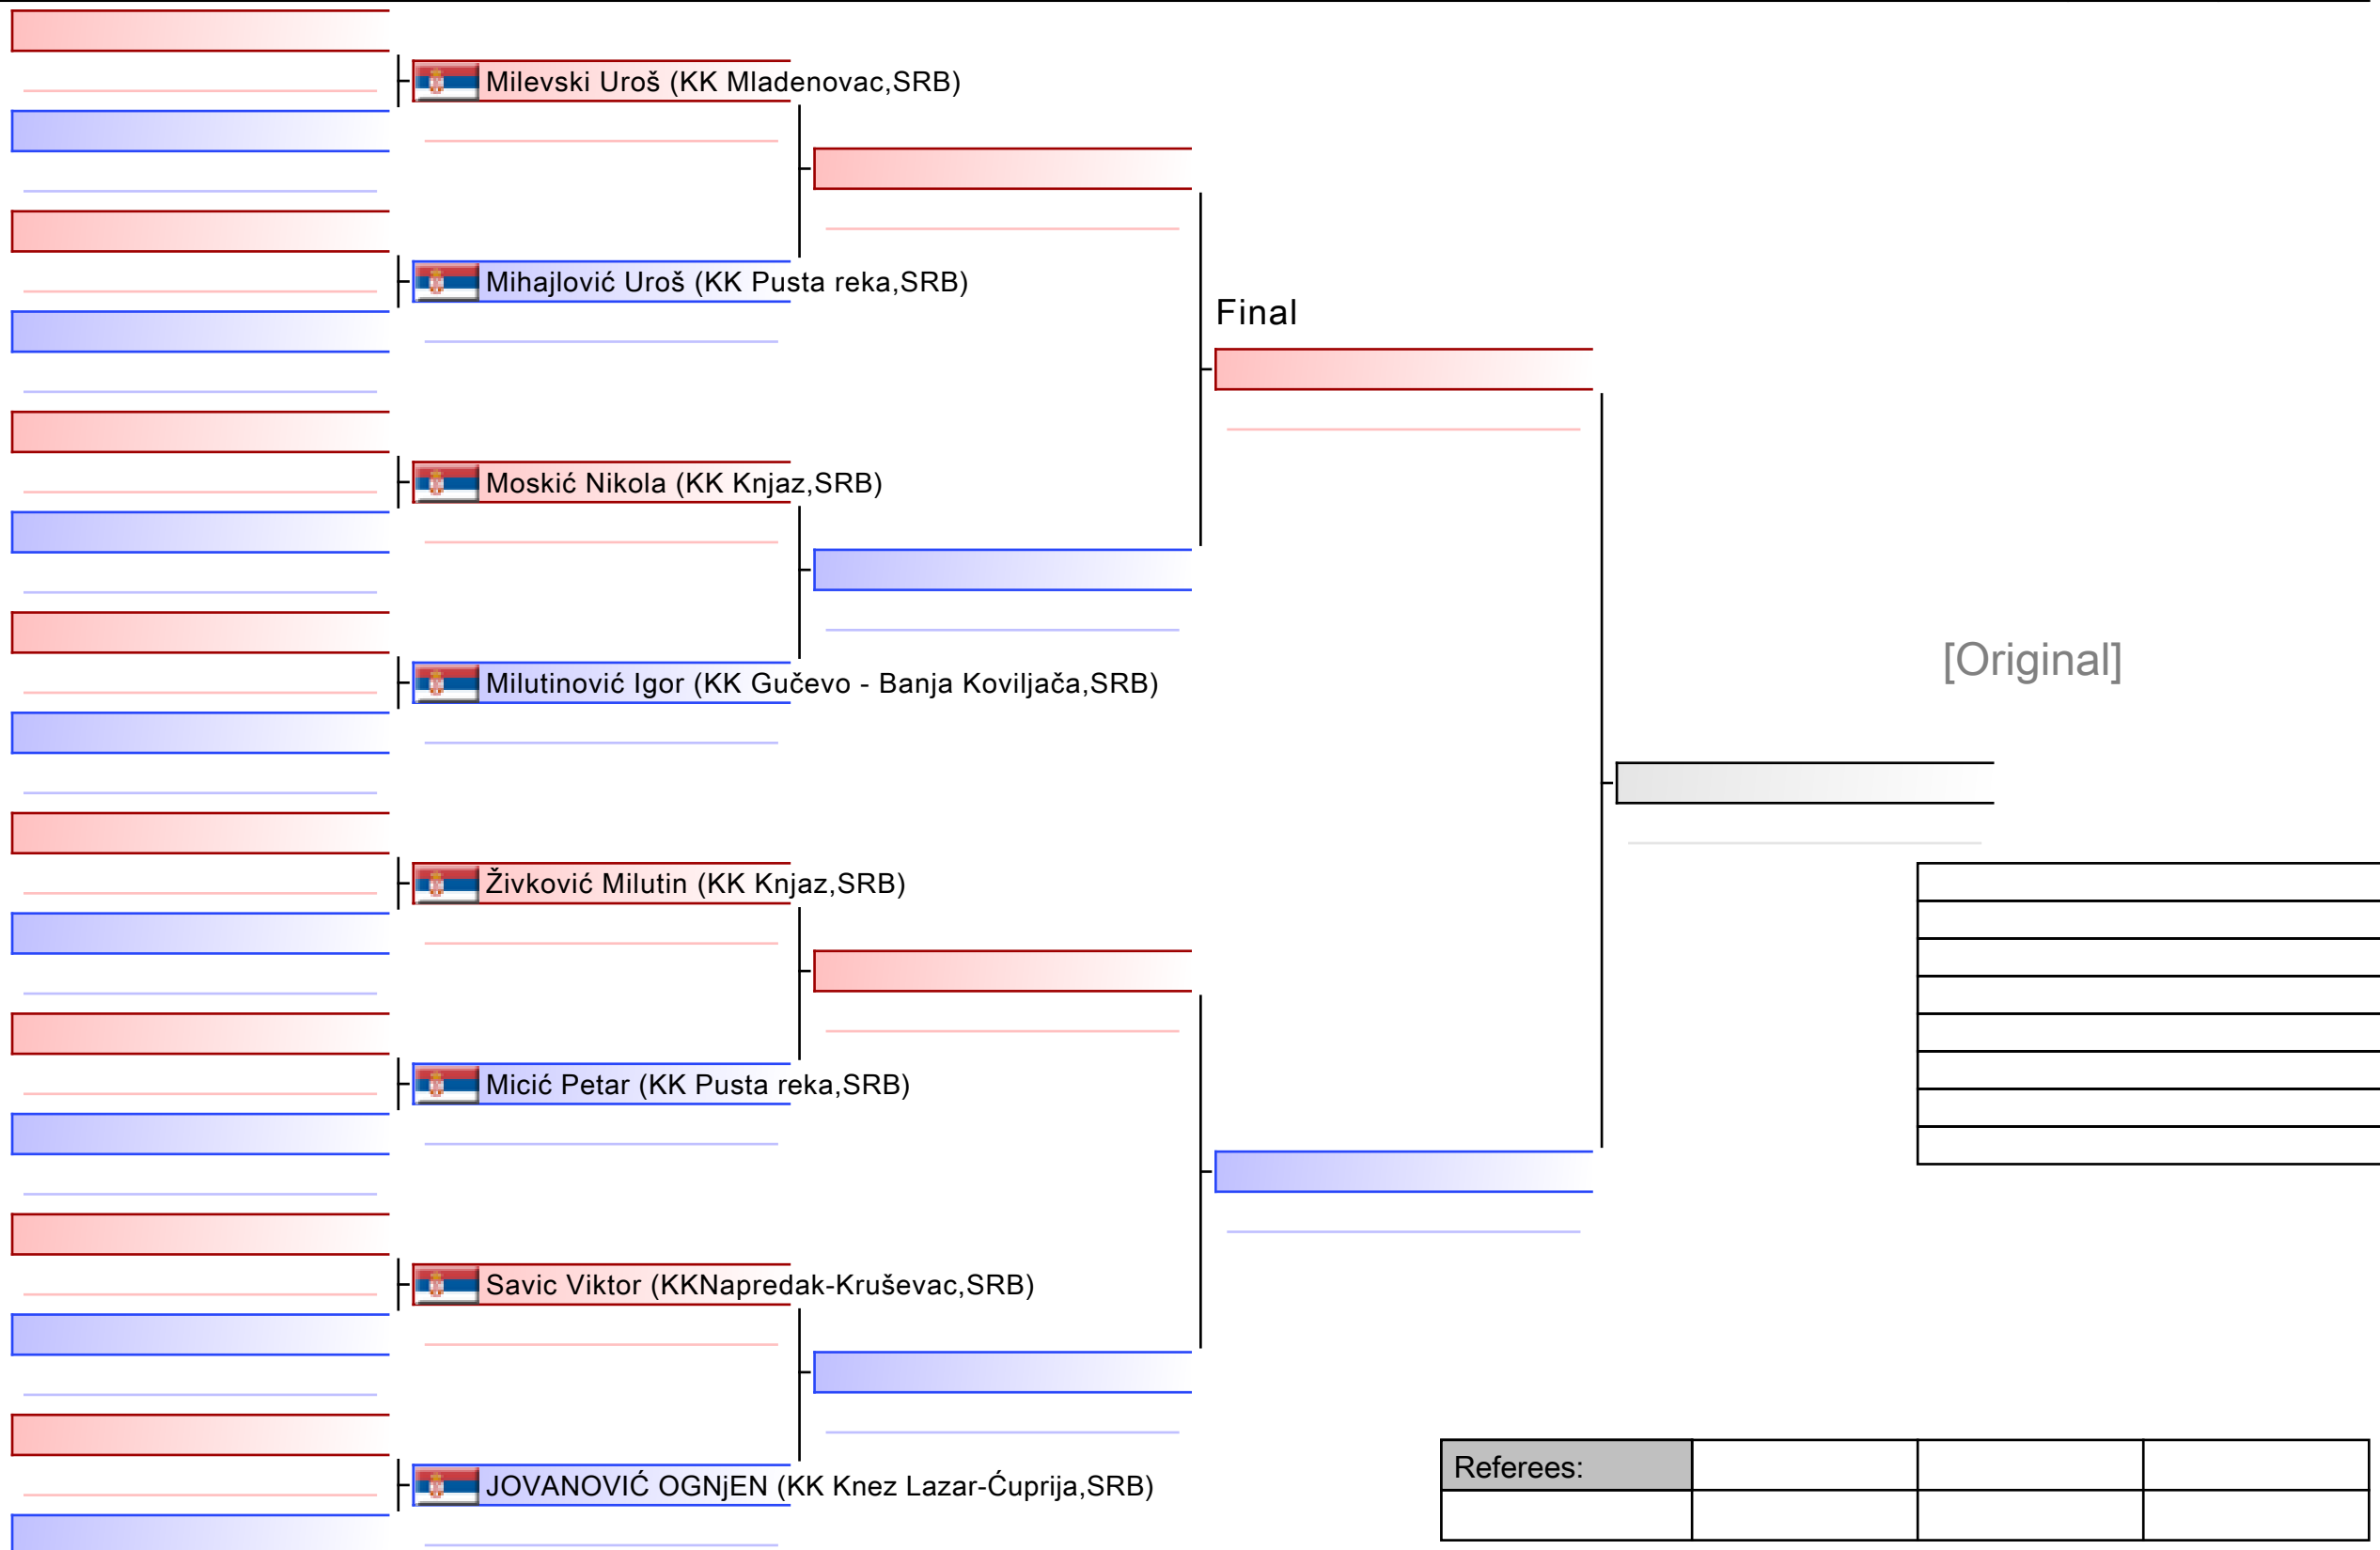 Milevski Uroš (KK Mladenovac,SRB)
Mihajlović Uroš (KK Pusta reka,SRB)
Final
Moskić Nikola (KK Knjaz,SRB)
[Original]
Milutinović Igor (KK Gučevo - Banja Koviljača,SRB)
Živković Milutin (KK Knjaz,SRB)
Micić Petar (KK Pusta reka,SRB)
Savic Viktor (KKNapredak-Kruševac,SRB)
Referees:
JOVANOVIĆ OGNjEN (KK Knez Lazar-Ćuprija,SRB)